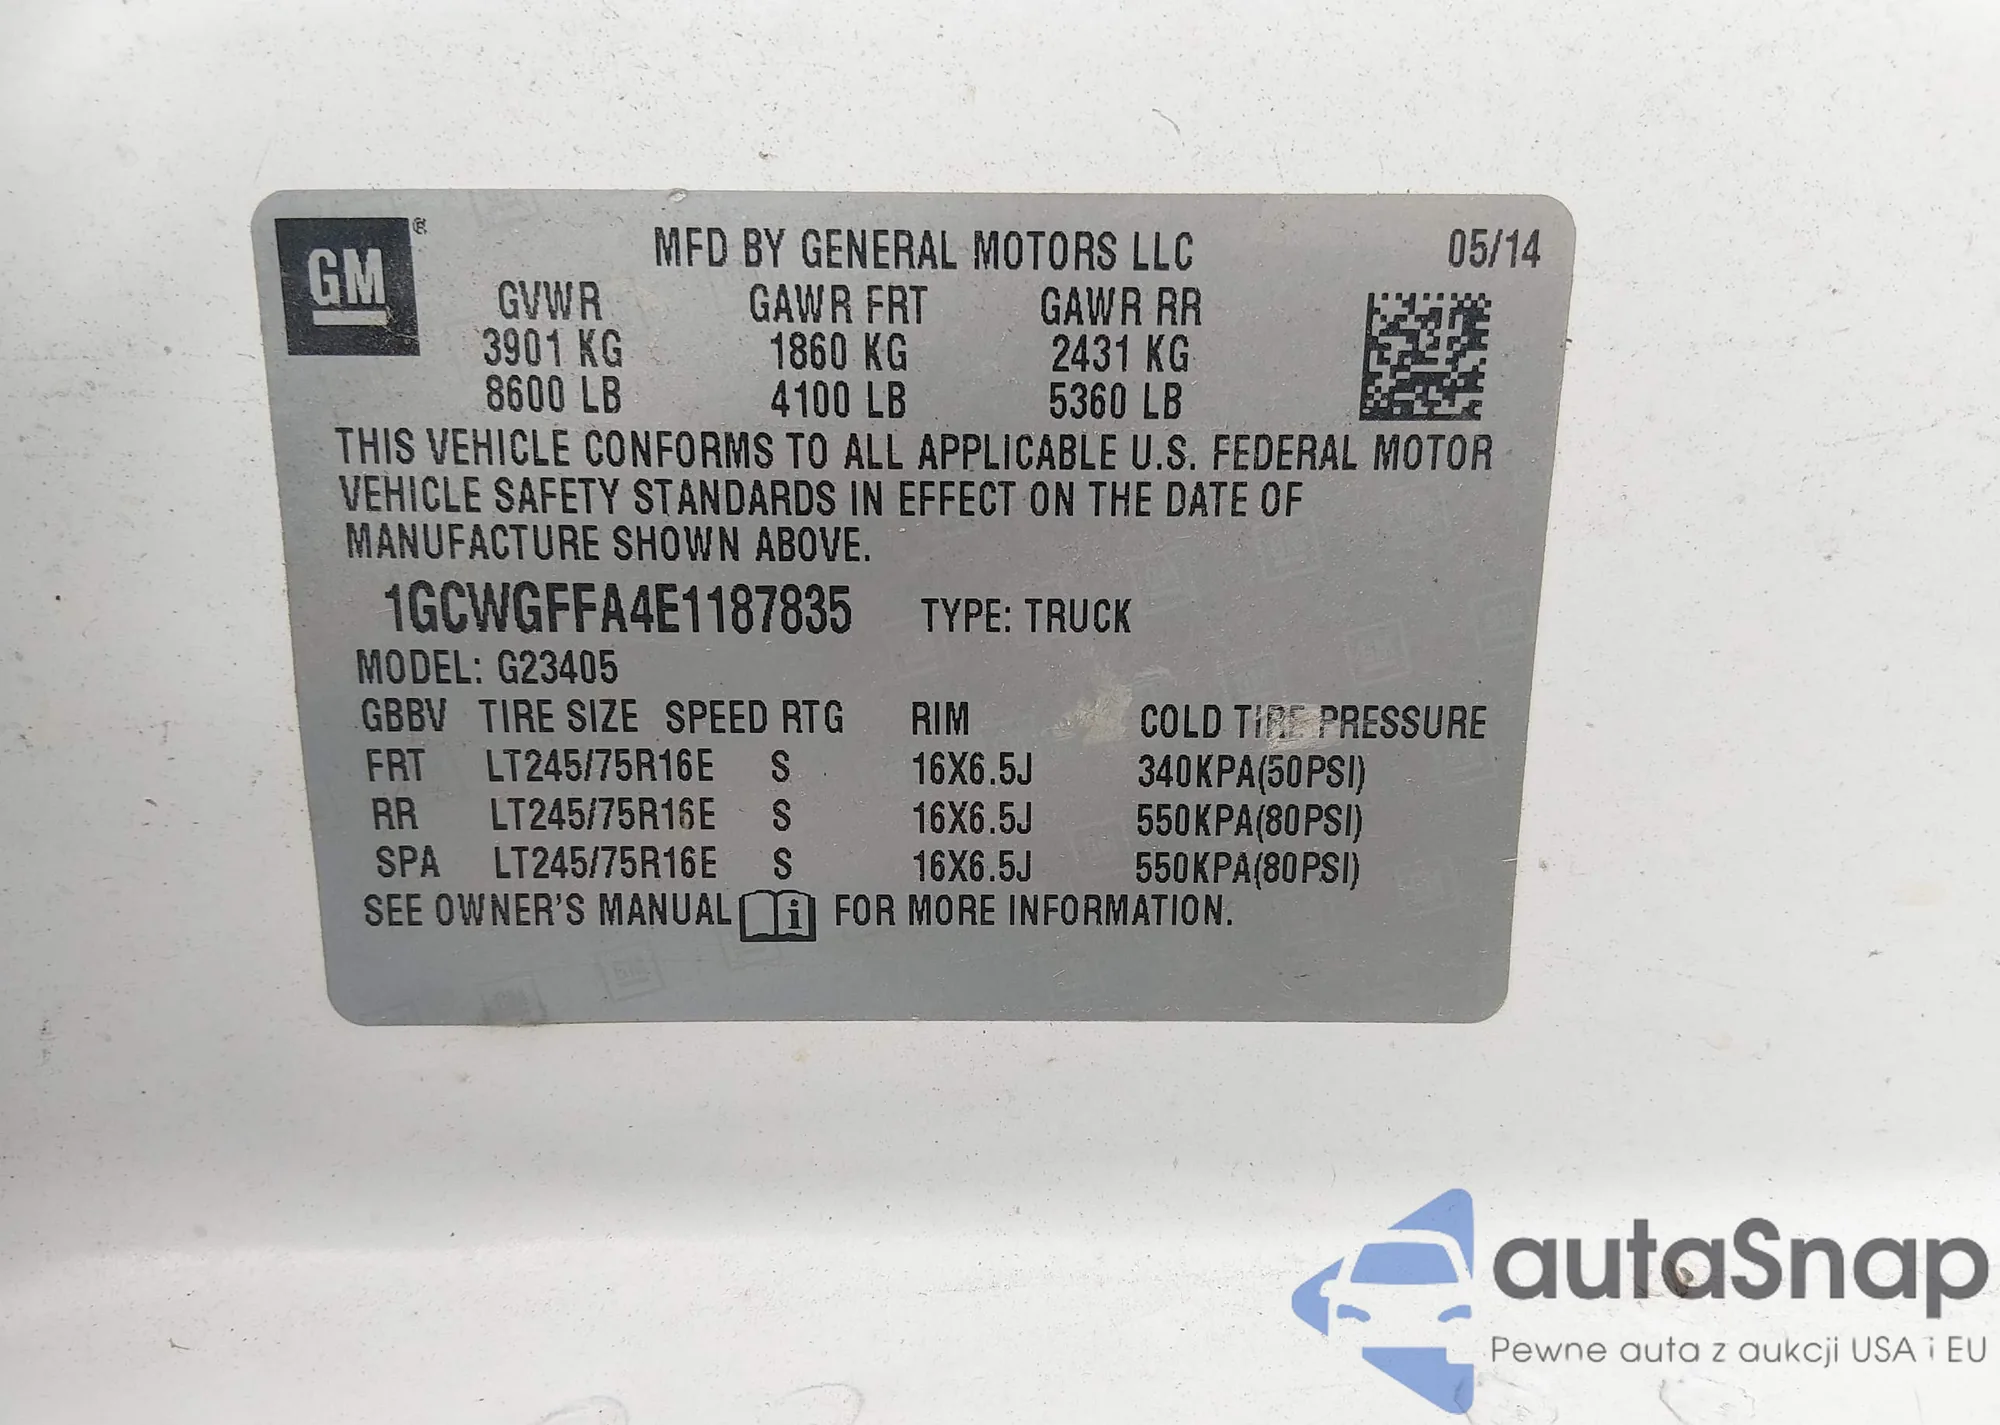 GM ®
MFD BY GENERAL MOTORS LLC 05/14
GVWR GAWR FRT GAWR RR
3901 KG 1860 KG 2431 KG
8600 LB 4100 LB 5360 LB
THIS VEHICLE CONFORMS TO ALL APPLICABLE U.S. FEDERAL MOTOR
VEHICLE SAFETY STANDARDS IN EFFECT ON THE DATE OF
MANUFACTURE SHOWN ABOVE.
1GCWGFFA4E1187835 TYPE: TRUCK
MODEL: G23405
GBBV TIRE SIZE SPEED RTG RIM COLD TIRE PRESSURE
FRT LT245/75R16E S 16X6.5J 340KPA(50PSI)
RR LT245/75R16E S 16X6.5J 550KPA(80PSI)
SPA LT245/75R16E S 16X6.5J 550KPA(80PSI)
SEE OWNER'S MANUAL i FOR MORE INFORMATION.
autaSnap
Pewne auta z aukcji USA i EU